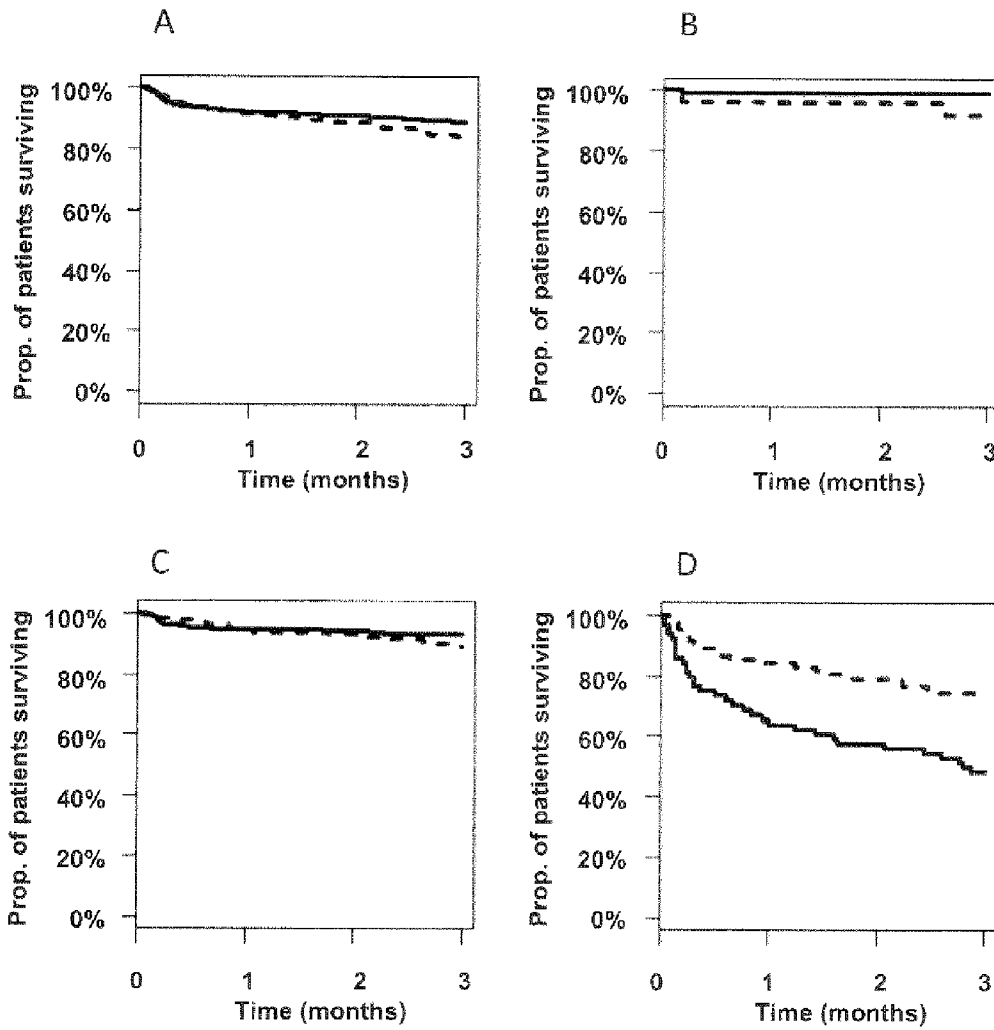 A
Prop. of patients surviving
100%
80%
60%
40%
20%
0%
0 1 2 3
Time (months)
B
Prop. of patients surviving
100%
80%
60%
40%
20%
0%
0 1 2 3
Time (months)
C
Prop. of patients surviving
100%
80%
60%
40%
20%
0%
0 1 2 3
Time (months)
D
Prop. of patients surviving
100%
80%
60%
40%
20%
0%
0 1 2 3
Time (months)